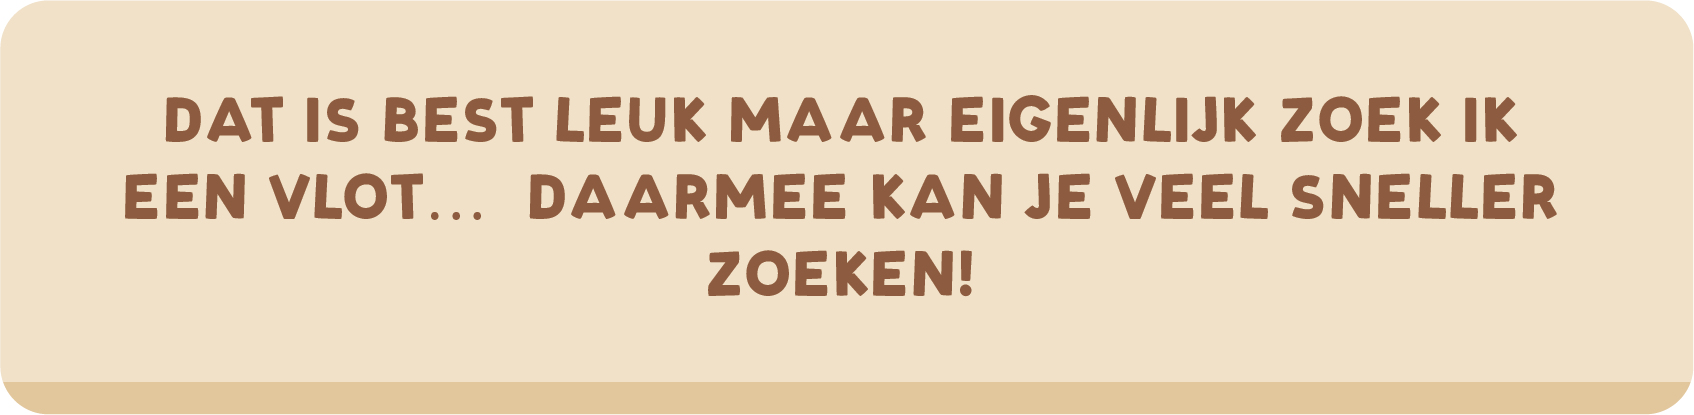 DAT IS BEST LEUK MAAR EIGENLIJK ZOEK IK
EEN VLOT... DAARMEE KAN JE VEEL SNELLER
ZOEKEN!